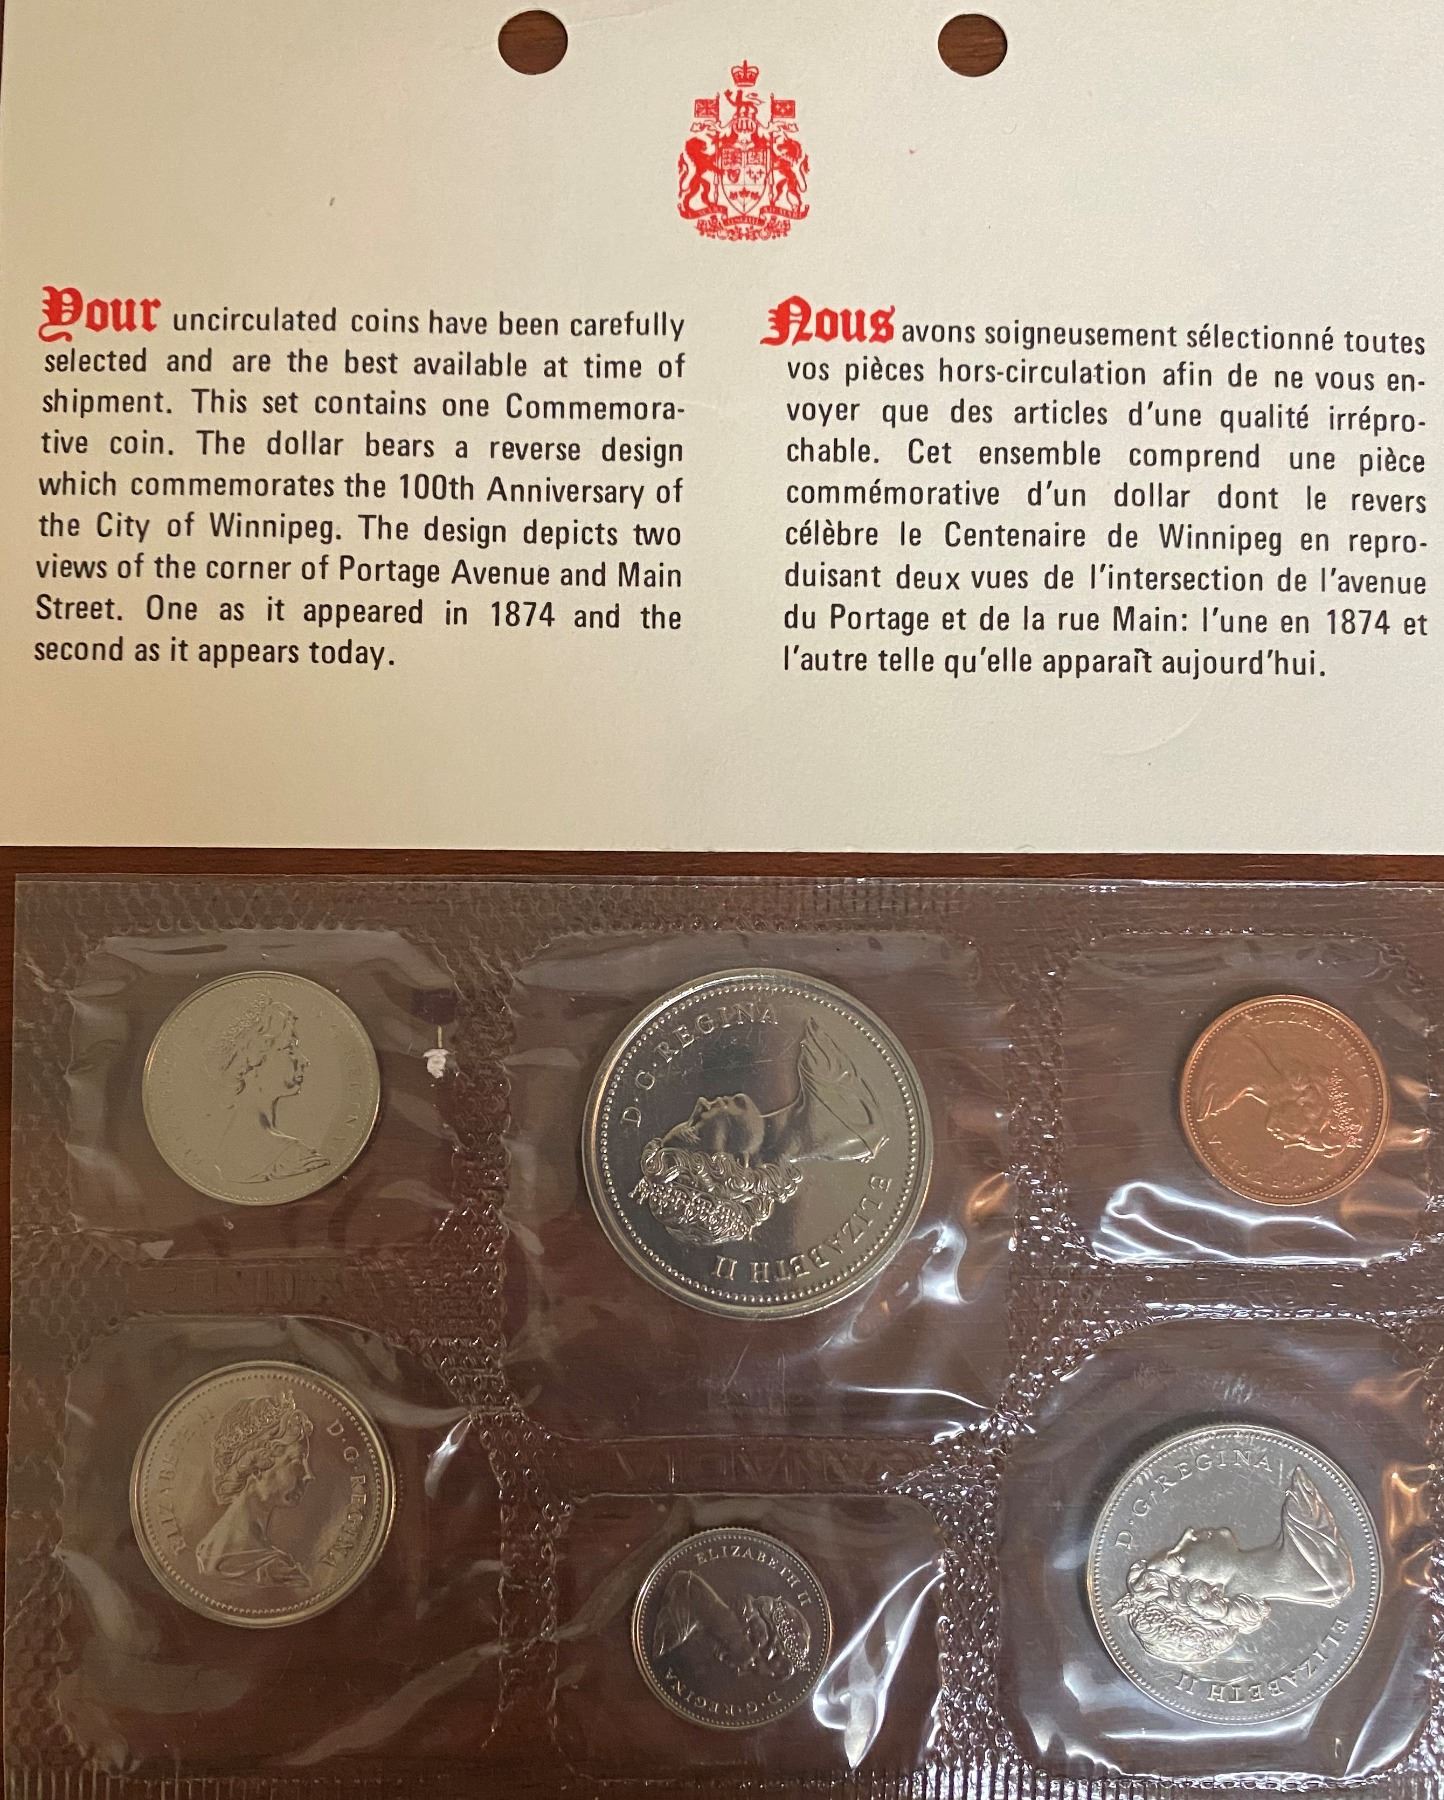 Your uncirculated coins have been carefully
selected and are the best available at time of
shipment. This set contains one Commemora-
tive coin. The dollar bears a reverse design
which commemorates the 100th Anniversary of
the City of Winnipeg. The design depicts two
views of the corner of Portage Avenue and Main
Street. One as it appeared in 1874 and the
second as it appears today.
Nous avons soigneusement sélectionné toutes
vos pièces hors-circulation afin de ne vous en-
voyer que des articles d'une qualité irrépro-
chable. Cet ensemble comprend une pièce
commémorative d'un dollar dont le revers
célèbre le Centenaire de Winnipeg en repro-
duisant deux vues de l'intersection de l'avenue
du Portage et de la rue Main: l'une en 1874 et
l'autre telle qu'elle apparaît aujourd'hui.
ELIZABETH II D·G·REGINA
ELIZABETH II
ELIZABETH II D·G·REGINA
ELIZABETH II D·G·REGINA
ELIZABETH II D·G·REGINA
CANADA